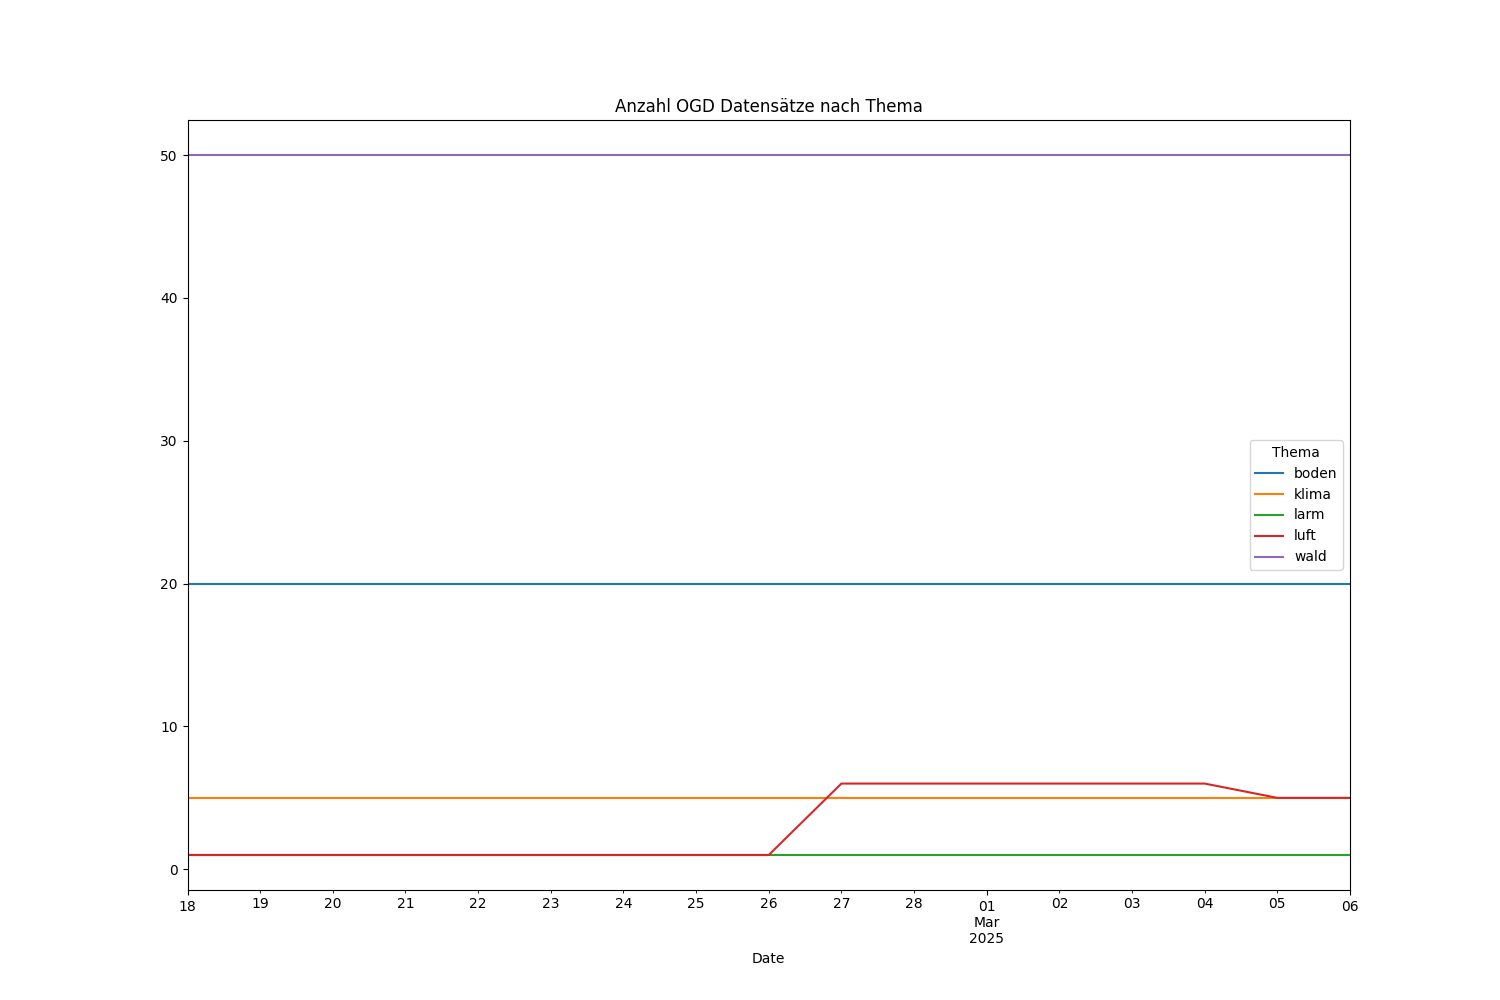 Anzahl OGD Datensätze nach Thema
50
40
30
20
10
0
Thema
boden
klima
larm
luft
wald
18 19 20 21 22 23 24 25 26 27 28 01 02 03 04 05 06
Mar
2025
Date